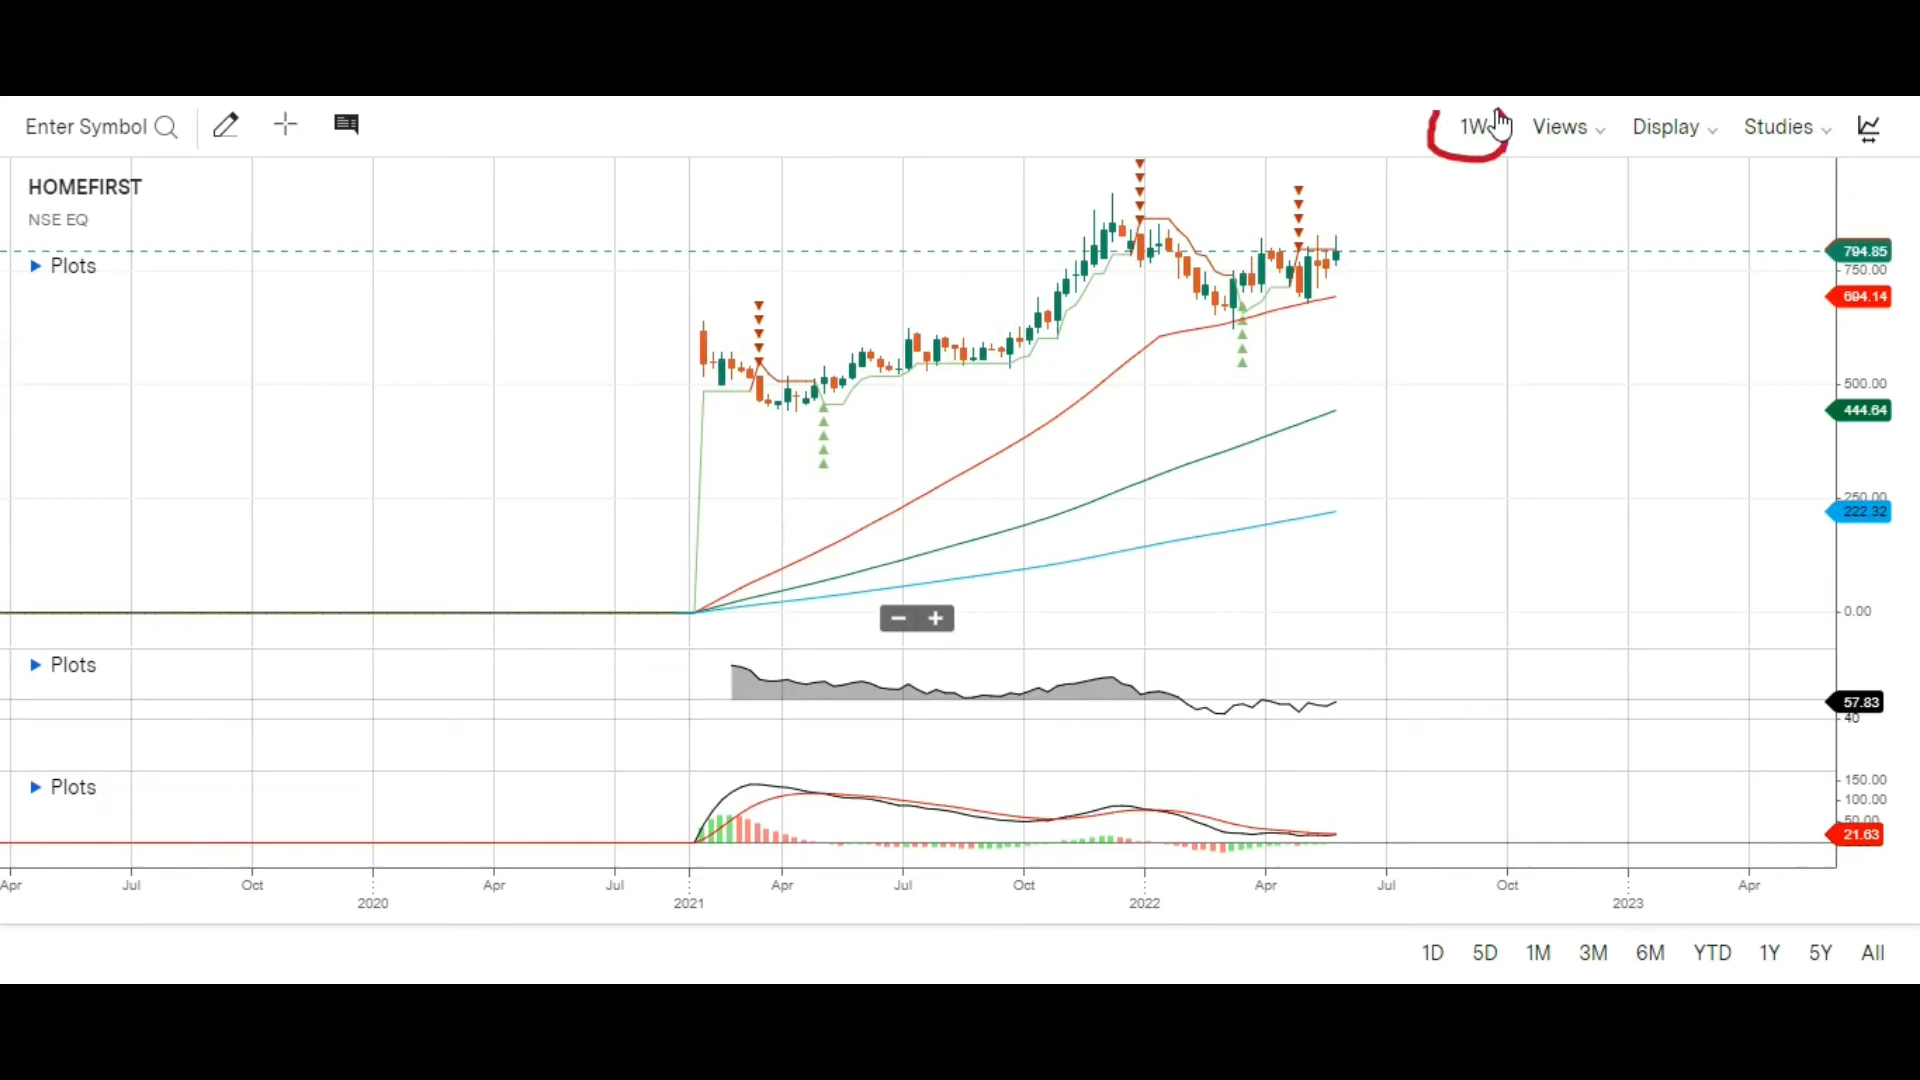 Enter Symbol
1W
Views
Display
Studies
HOMEFIRST
NSE EQ
Plots
794.85
750.00
694.14
500.00
444.64
250.00
222.32
0.00
Plots
57.83
40
Plots
150.00
100.00
50.00
21.63
Apr Jul Oct Apr Jul Apr Jul Oct Apr Jul Oct Apr
2020 2021 2022 2023
1D 5D 1M 3M 6M YTD 1Y 5Y All